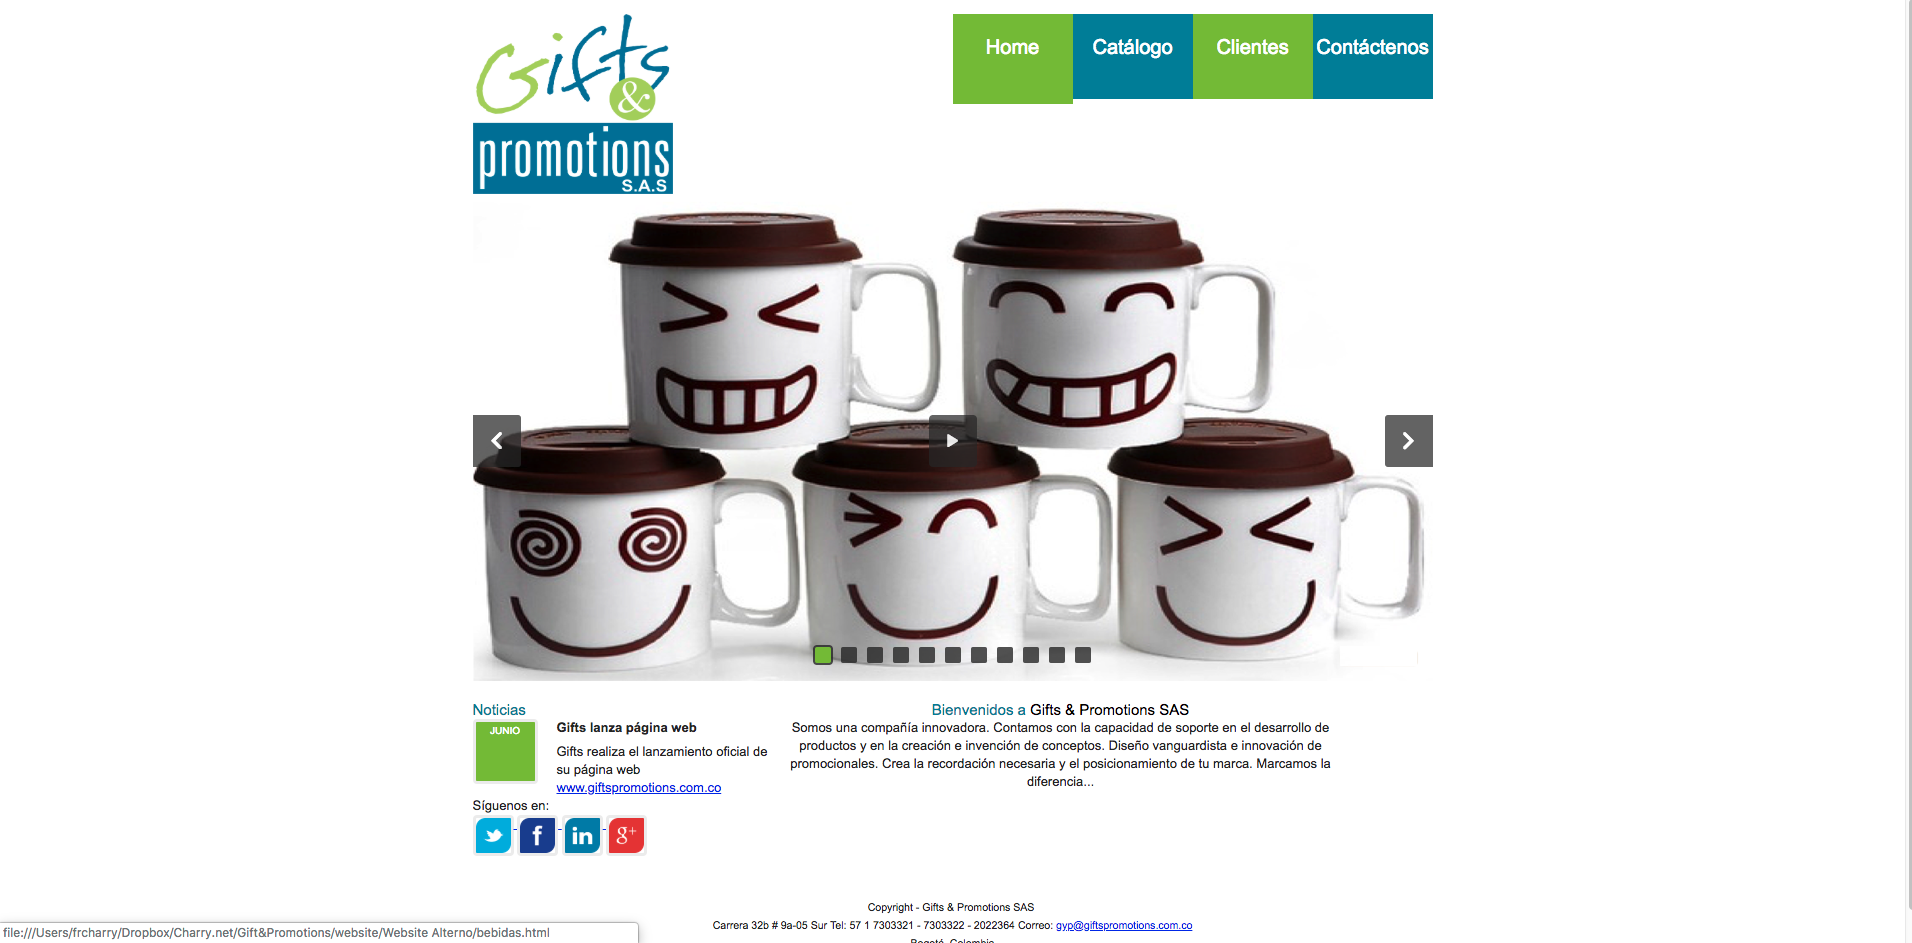 Gifts
&
promotions
S.A.S
Home Catálogo Clientes Contáctenos
Noticias
JUNIO
Gifts lanza página web
Gifts realiza el lanzamiento oficial de
su página web
www.giftspromotions.com.co
Síguenos en:
f in g+
Bienvenidos a Gifts & Promotions SAS
Somos una compañía innovadora. Contamos con la capacidad de soporte en el desarrollo de
productos y en la creación e invención de conceptos. Diseño vanguardista e innovación de
promocionales. Crea la recordación necesaria y el posicionamiento de tu marca. Marcamos la
diferencia...
Copyright - Gifts & Promotions SAS
Carrera 32b # 9a-05 Sur Tel: 57 1 7303321 - 7303322 - 2022364 Correo: gyp@giftspromotions.com.co
Bogotá, Colombia
file:///Users/frcharry/Dropbox/Charry.net/Gift&Promotions/website/Website Alterno/bebidas.html